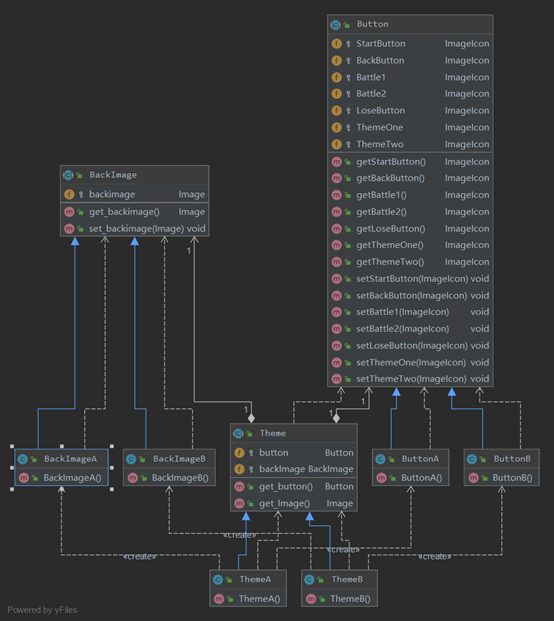 Button
StartButton ImageIcon
BackButton ImageIcon
Battle1 ImageIcon
Battle2 ImageIcon
LoseButton ImageIcon
ThemeOne ImageIcon
ThemeTwo ImageIcon
getStartButton() ImageIcon
getBackButton() ImageIcon
getBattle1() ImageIcon
getBattle2() ImageIcon
getLoseButton() ImageIcon
getThemeOne() ImageIcon
getThemeTwo() ImageIcon
setStartButton(ImageIcon) void
setBackButton(ImageIcon) void
setBattle1(ImageIcon) void
setBattle2(ImageIcon) void
setLoseButton(ImageIcon) void
setThemeOne(ImageIcon) void
setThemeTwo(ImageIcon) void
BackImage
backimage Image
get_backimage() Image
set_backimage(Image) void
1
1
1
1
Theme
button Button
backImage BackImage
get_button() Button
get_Image() Image
BackImageA
BackImageA()
BackImageB
BackImageB()
ButtonA
ButtonA()
ButtonB
ButtonB()
«create»
«create»
«create»
«create»
ThemeA
ThemeA()
ThemeB
ThemeB()
Powered by yFiles